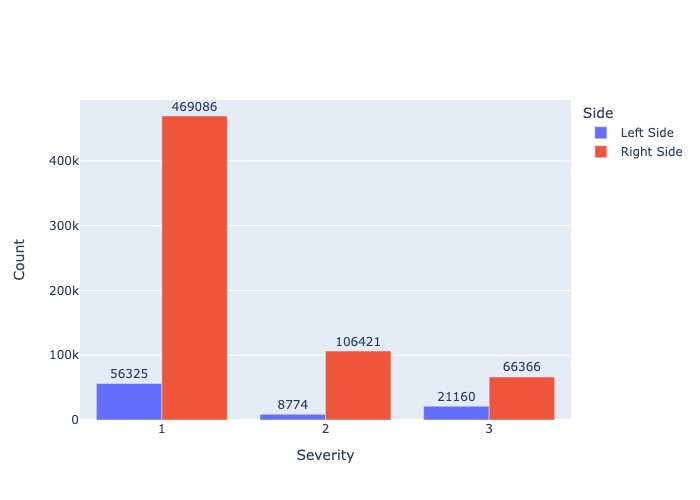 469086
Side
Left Side
Right Side
400k
300k
Count
200k
106421
100k
56325
66366
21160
8774
0
1
2
3
Severity